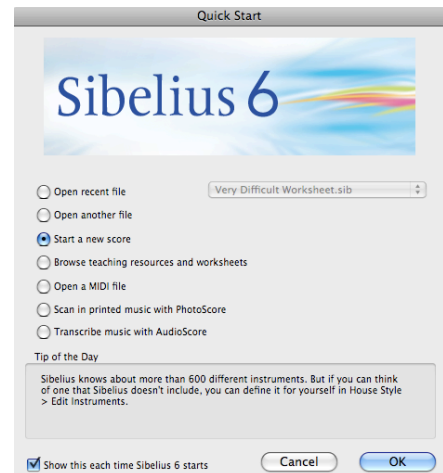 Quick Start
Sibelius 6
Open recent file
Very Difficult Worksheet.sib
Open another file
Start a new score
Browse teaching resources and worksheets
Open a MIDI file
Scan in printed music with PhotoScore
Transcribe music with AudioScore
Tip of the Day
Sibelius knows about more than 600 different instruments. But if you can think
of one that Sibelius doesn't include, you can define it for yourself in House Style
> Edit Instruments.
Show this each time Sibelius 6 starts
Cancel
OK